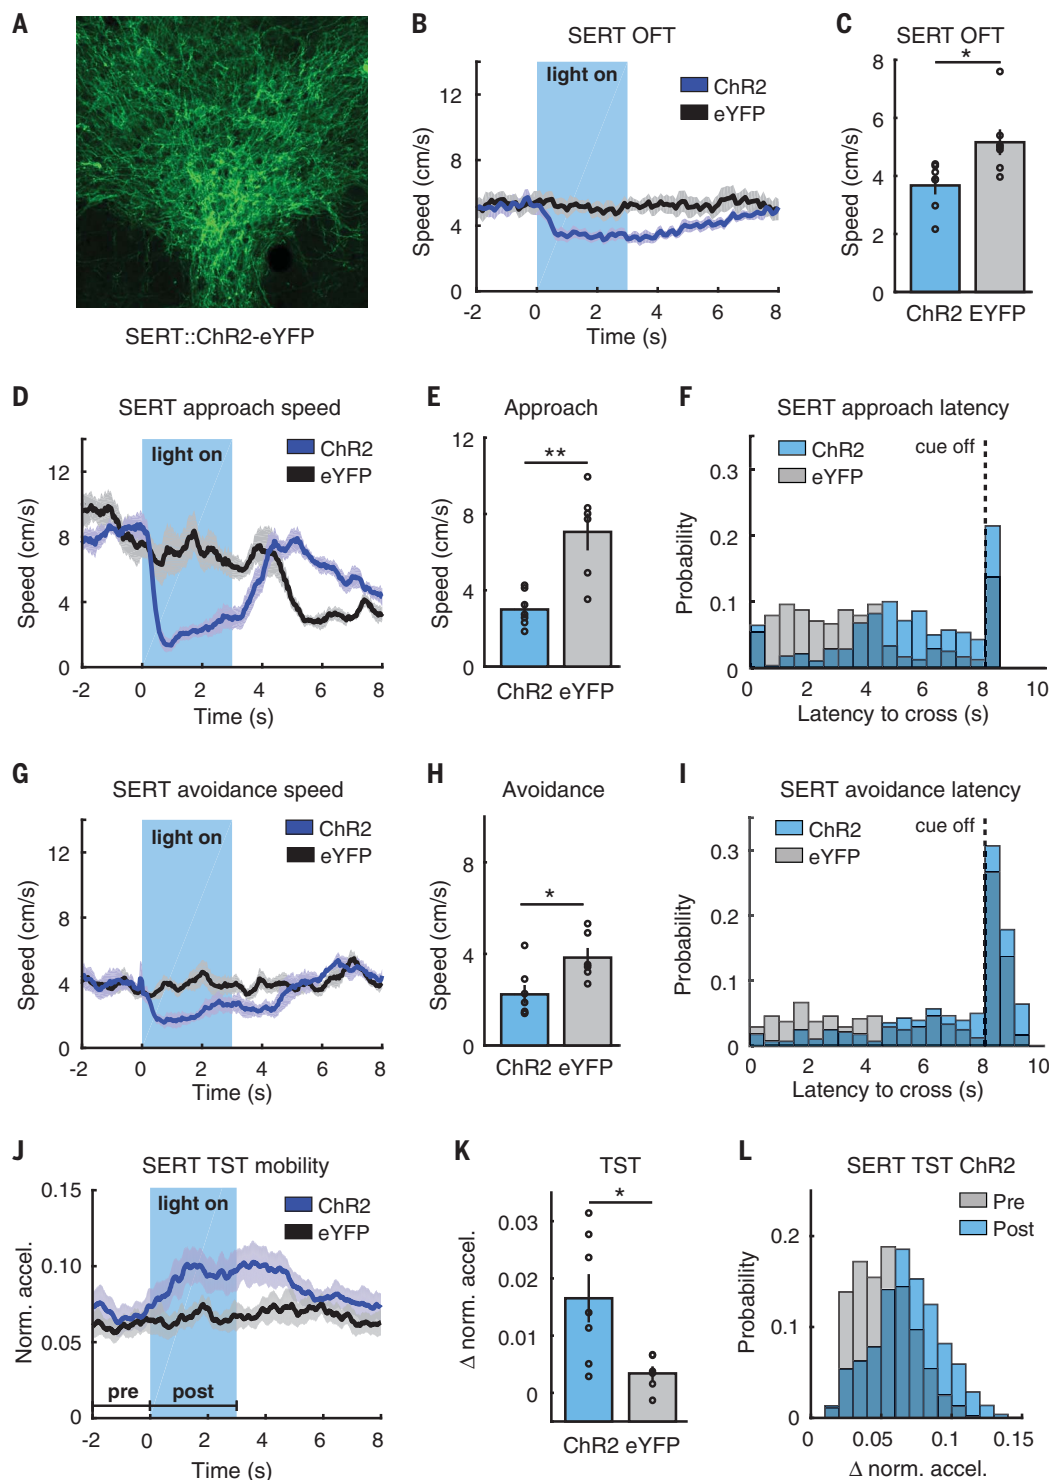 A
SERT::ChR2-eYFP
B
SERT OFT
light on
ChR2
eYFP
Speed (cm/s)
12
8
4
0
-2 0 2 4 6 8
Time (s)
C
SERT OFT
*
Speed (cm/s)
8
6
4
2
0
ChR2 EYFP
D
SERT approach speed
light on
ChR2
eYFP
Speed (cm/s)
12
8
4
0
-2 0 2 4 6 8
Time (s)
E
Approach
**
Speed (cm/s)
12
8
4
0
ChR2 eYFP
F
SERT approach latency
ChR2
eYFP
cue off
Probability
0.3
0.2
0.1
0
0 2 4 6 8 10
Latency to cross (s)
G
SERT avoidance speed
light on
ChR2
eYFP
Speed (cm/s)
12
8
4
0
-2 0 2 4 6 8
Time (s)
H
Avoidance
*
Speed (cm/s)
8
4
0
ChR2 eYFP
I
SERT avoidance latency
ChR2
eYFP
cue off
Probability
0.3
0.2
0.1
0
0 2 4 6 8 10
Latency to cross (s)
J
SERT TST mobility
light on
ChR2
eYFP
Norm. accel.
0.15
0.10
0.05
0
pre post
-2 0 2 4 6 8
Time (s)
K
TST
*
Δ norm. accel.
0.03
0.02
0.01
0
ChR2 eYFP
L
SERT TST ChR2
Pre
Post
Probability
0.2
0.1
0
0 0.05 0.1 0.15
Δ norm. accel.